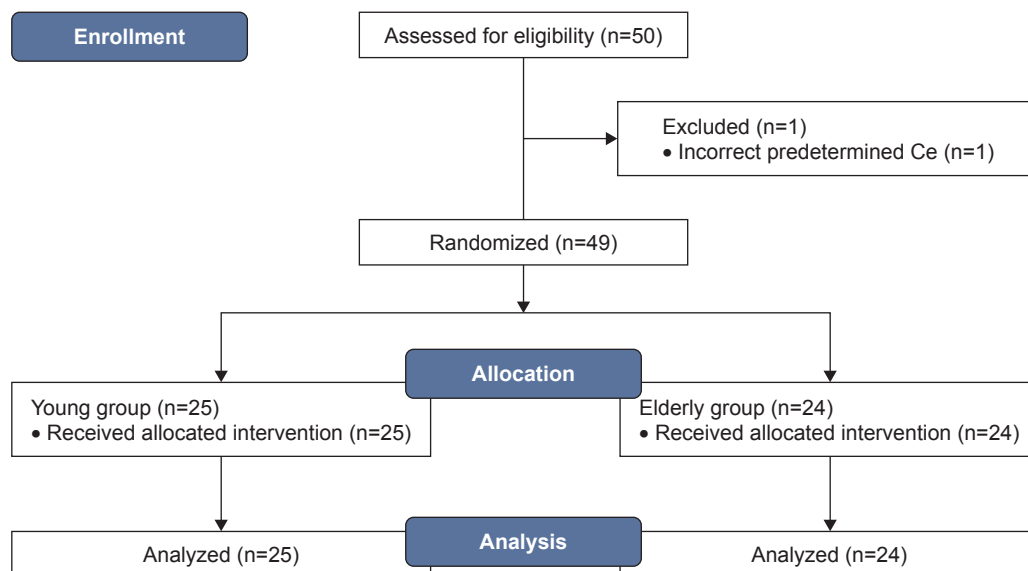 Enrollment
Assessed for eligibility (n=50)
Excluded (n=1)
• Incorrect predetermined Ce (n=1)
Randomized (n=49)
Allocation
Young group (n=25)
• Received allocated intervention (n=25)
Elderly group (n=24)
• Received allocated intervention (n=24)
Analysis
Analyzed (n=25)
Analyzed (n=24)